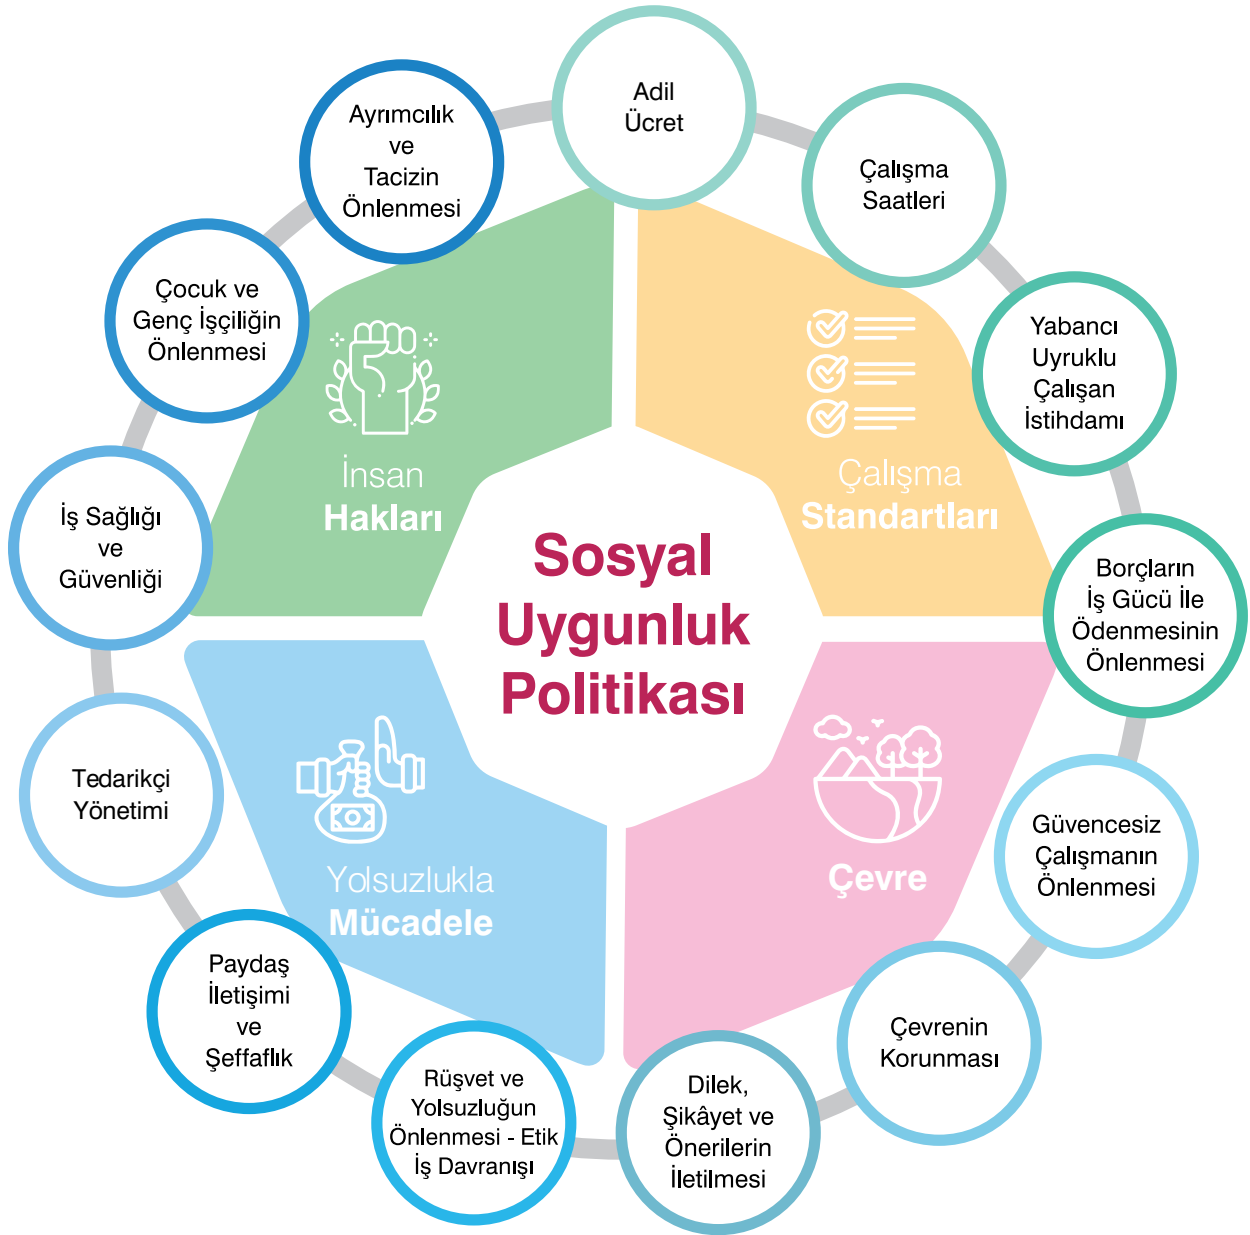 Adil
Ücret
Çalışma
Saatleri
Yabancı
Uyruklu
Çalışan
İstihdamı
Borçların
İş Gücü İle
Ödenmesinin
Önlenmesi
Güvencesiz
Çalışmanın
Önlenmesi
Çevrenin
Korunması
Dilek,
Şikâyet ve
Önerilerin
İletilmesi
Rüşvet ve
Yolsuzluğun
Önlenmesi - Etik
İş Davranışı
Paydaş
İletişimi
ve
Şeffaflık
Tedarikçi
Yönetimi
İş Sağlığı
ve
Güvenliği
Çocuk ve
Genç İşçiliğin
Önlenmesi
Ayrımcılık
ve
Tacizin
Önlenmesi
İnsan
Hakları
Çalışma
Standartları
Sosyal
Uygunluk
Politikası
Yolsuzlukla
Mücadele
Çevre